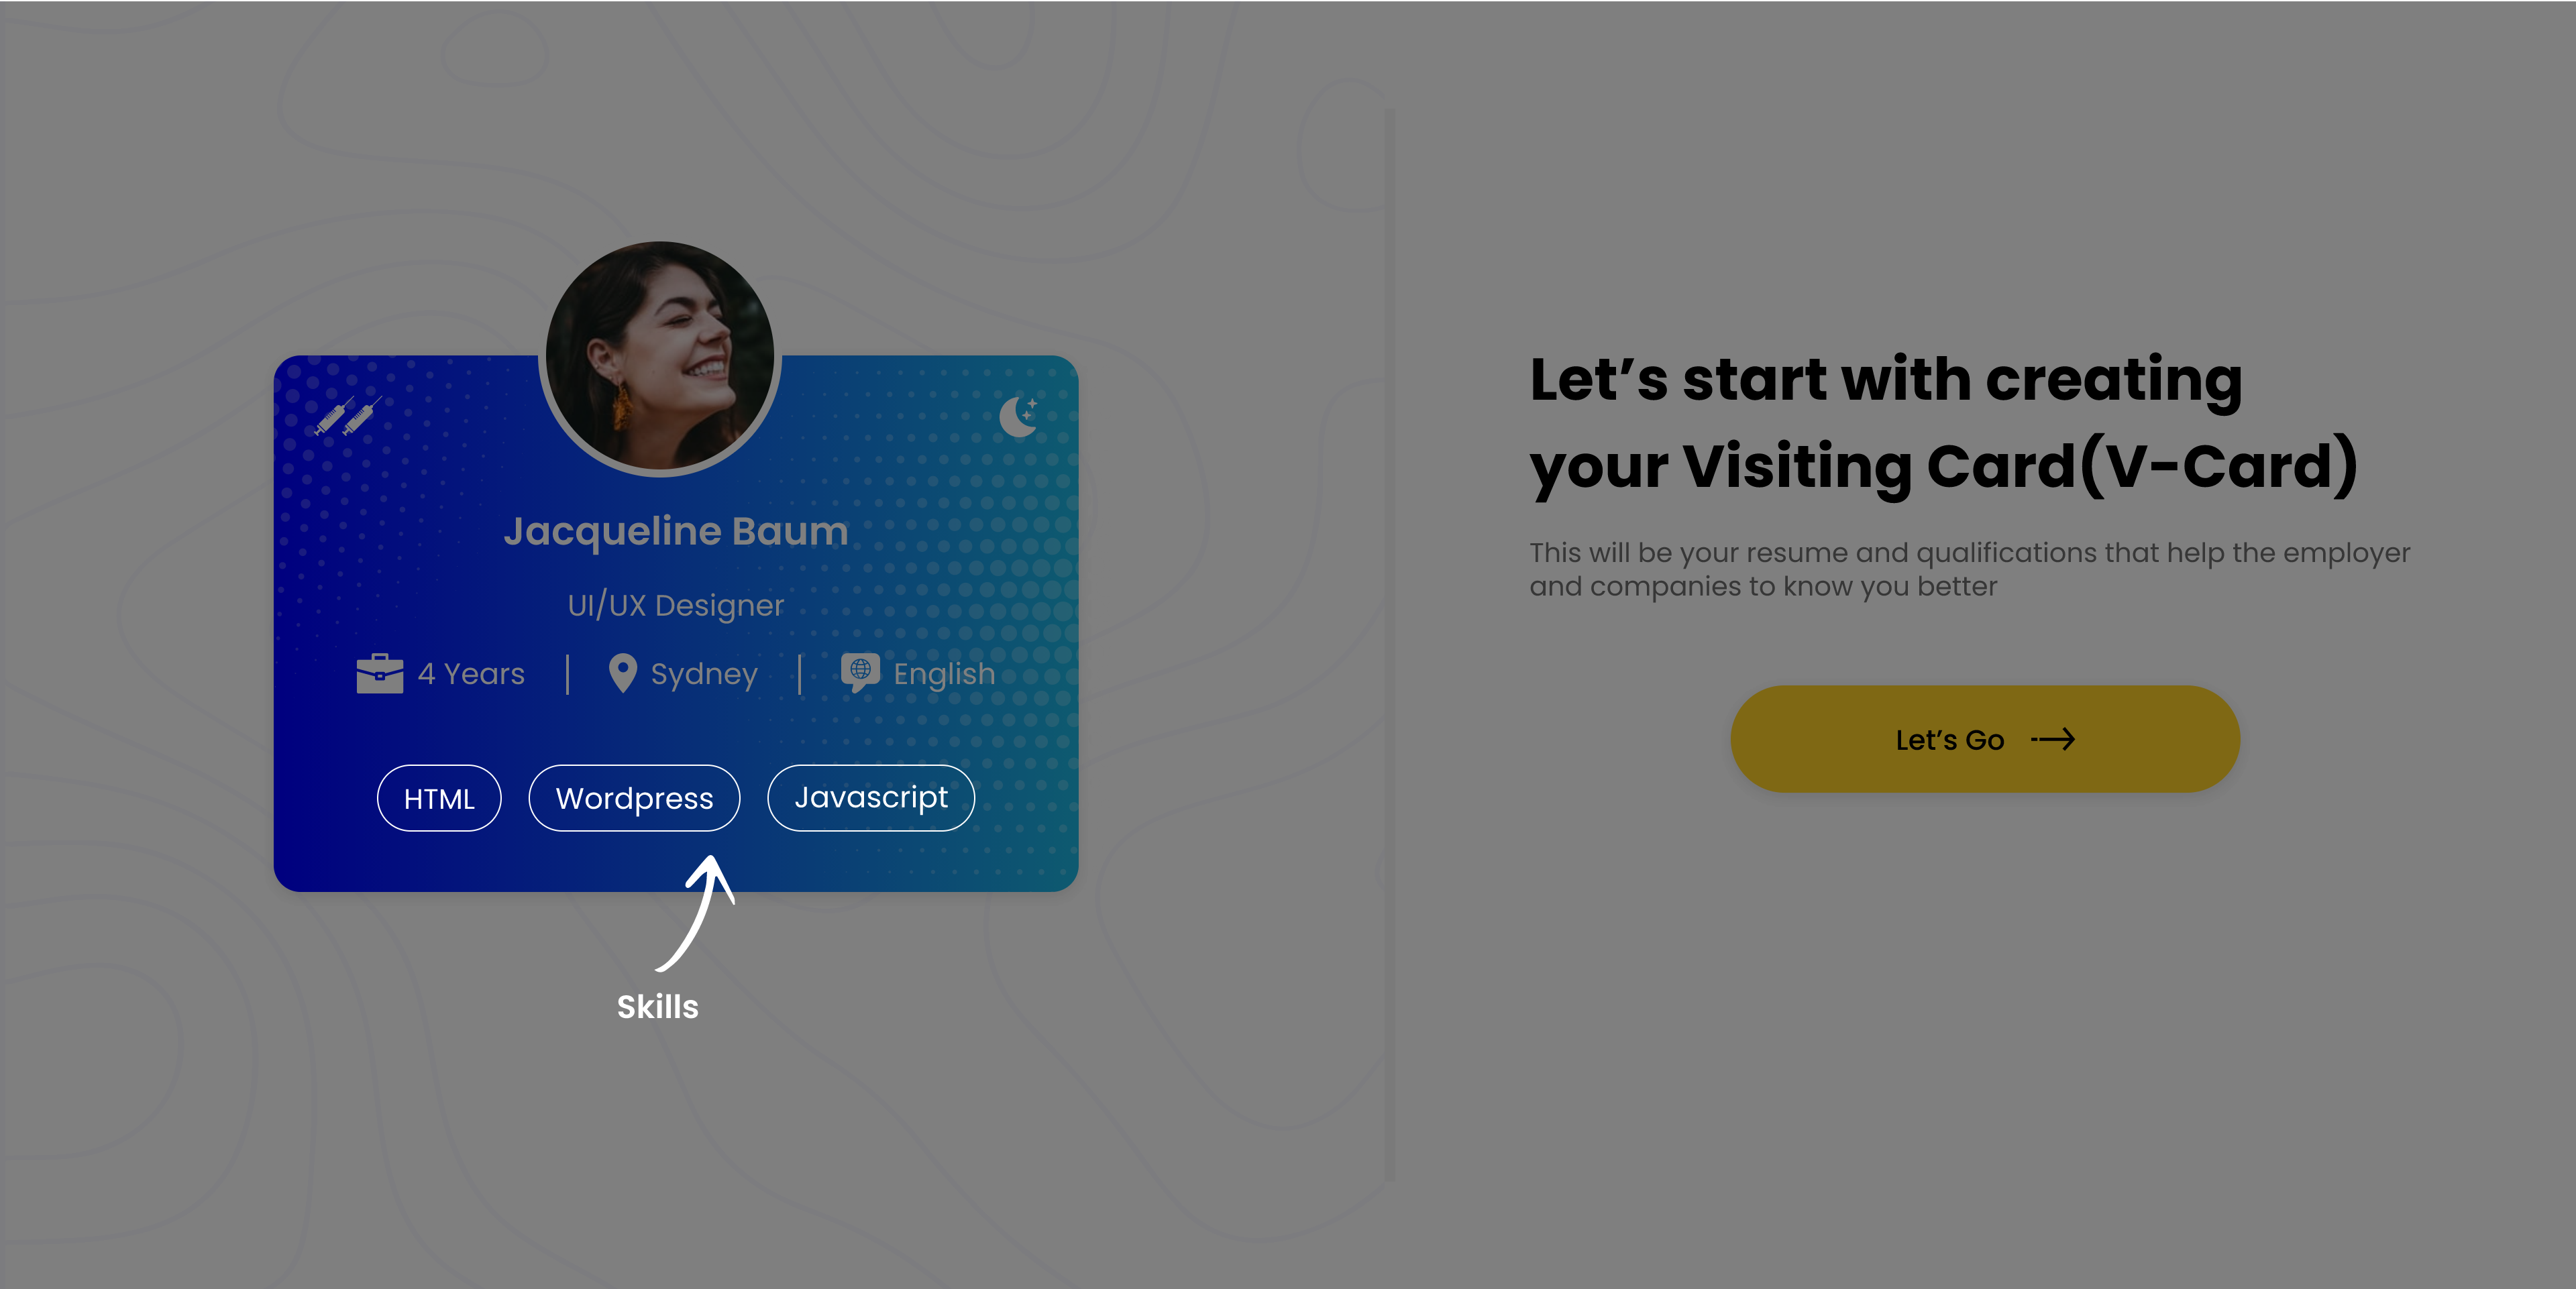 Jacqueline Baum
UI/UX Designer
4 Years
Sydney
English
HTML
Wordpress
Javascript
Skills
Let’s start with creating
your Visiting Card(V-Card)
This will be your resume and qualifications that help the employer
and companies to know you better
Let’s Go